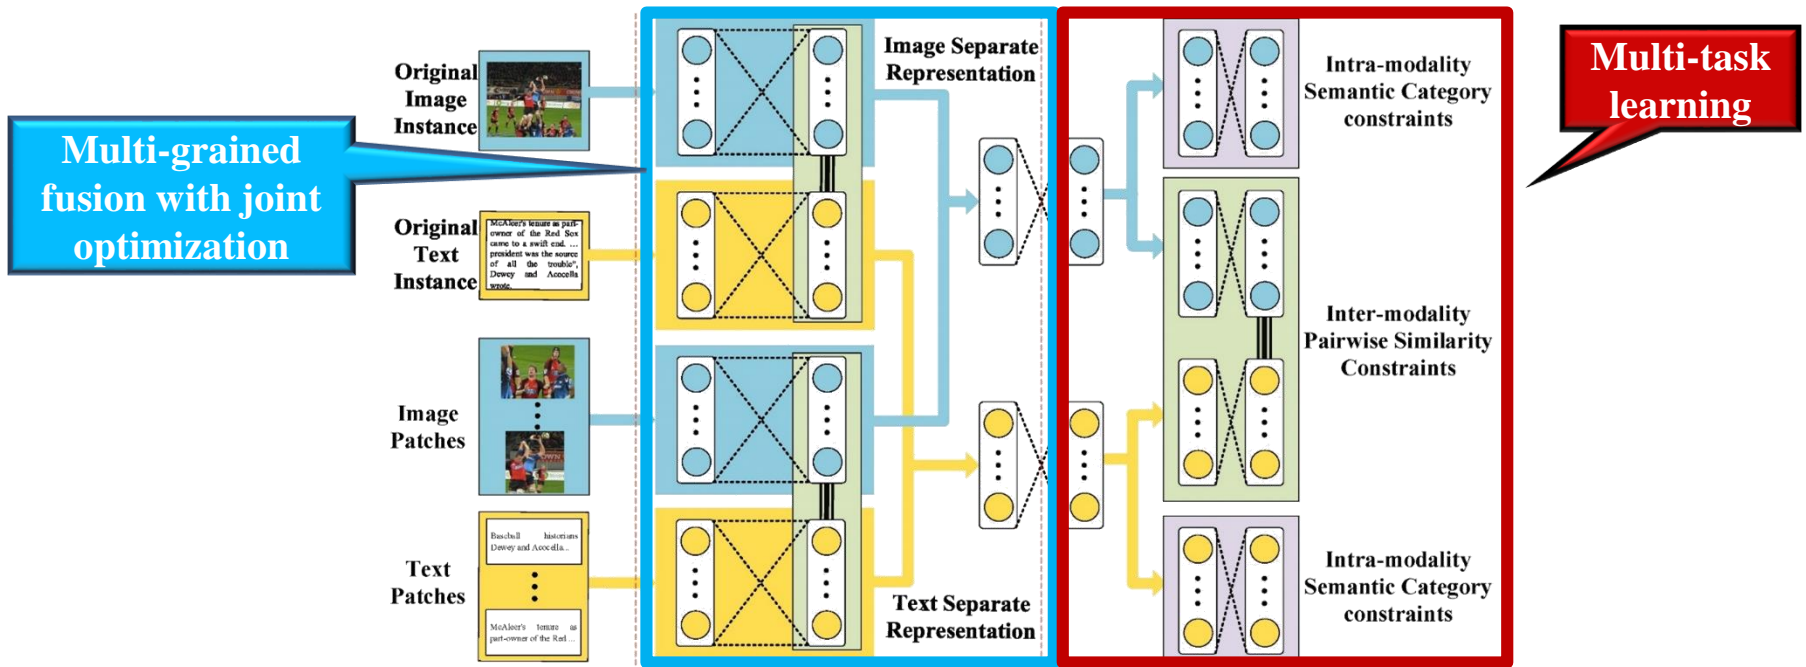 Multi-grained
fusion with joint
optimization
Original
Image
Instance
Original
Text
Instance
McAleer's tenure as part-
owner of the Red Sox
came to a swift end. ...
president was the source
of all the trouble",
Dewey and Acocella
wrote.
Image
Patches
Text
Patches
Baseball historians
Dewey and Acocella...
McAleer's tenure as
part-owner of the Red ...
Image Separate
Representation
Text Separate
Representation
Intra-modality
Semantic Category
constraints
Inter-modality
Pairwise Similarity
Constraints
Intra-modality
Semantic Category
constraints
Multi-task
learning